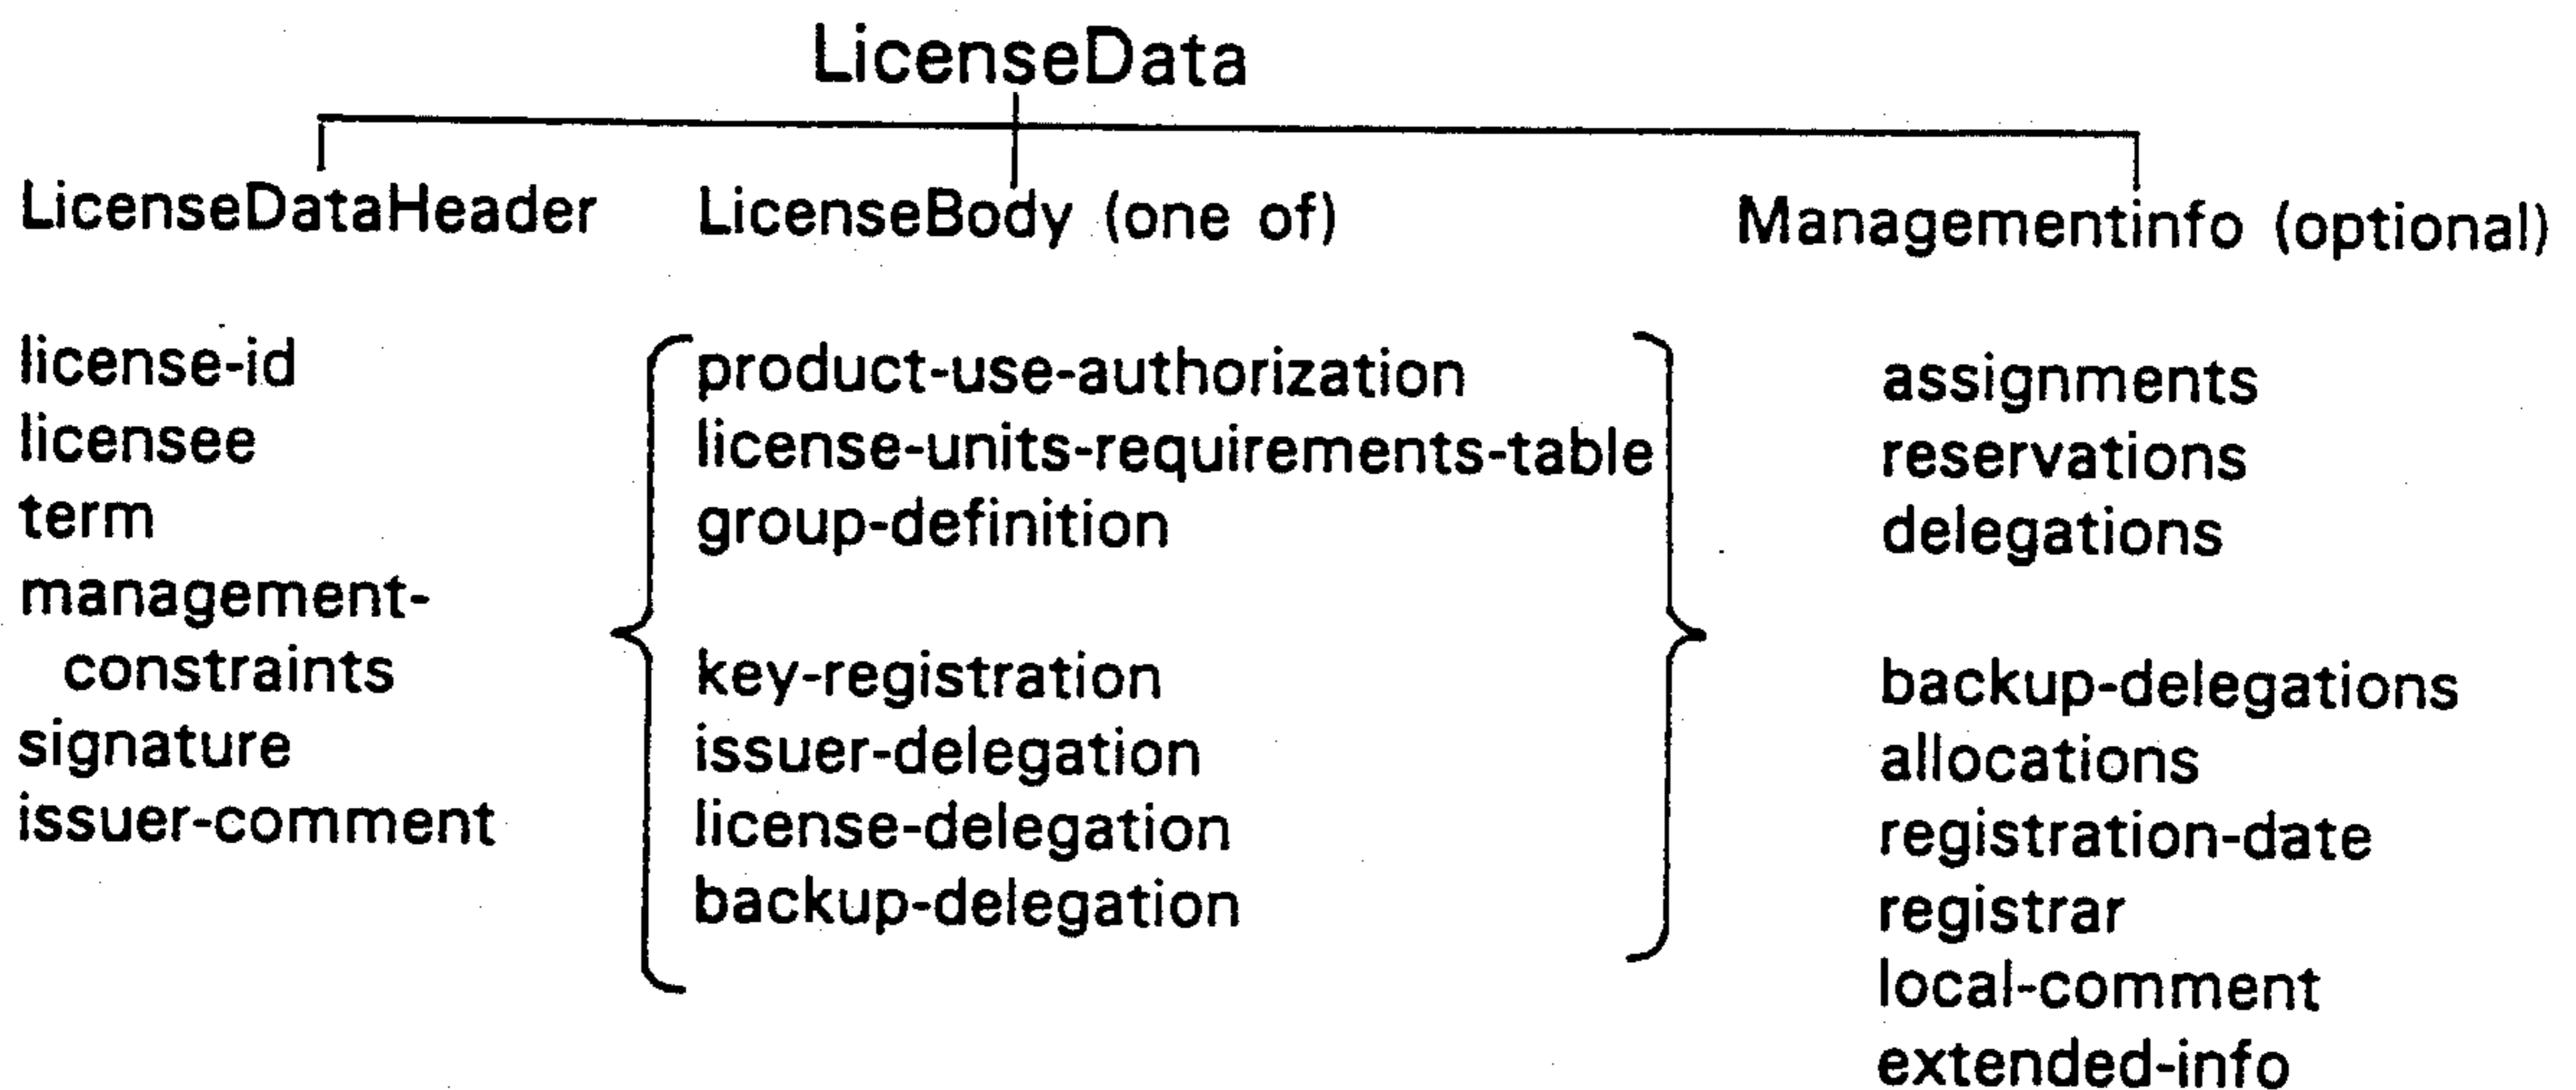 LicenseData
LicenseDataHeader
LicenseBody (one of)
Managementinfo (optional)
license-id
licensee
term
management-
constraints
signature
issuer-comment
product-use-authorization
license-units-requirements-table
group-definition
key-registration
issuer-delegation
license-delegation
backup-delegation
assignments
reservations
delegations
backup-delegations
allocations
registration-date
registrar
local-comment
extended-info